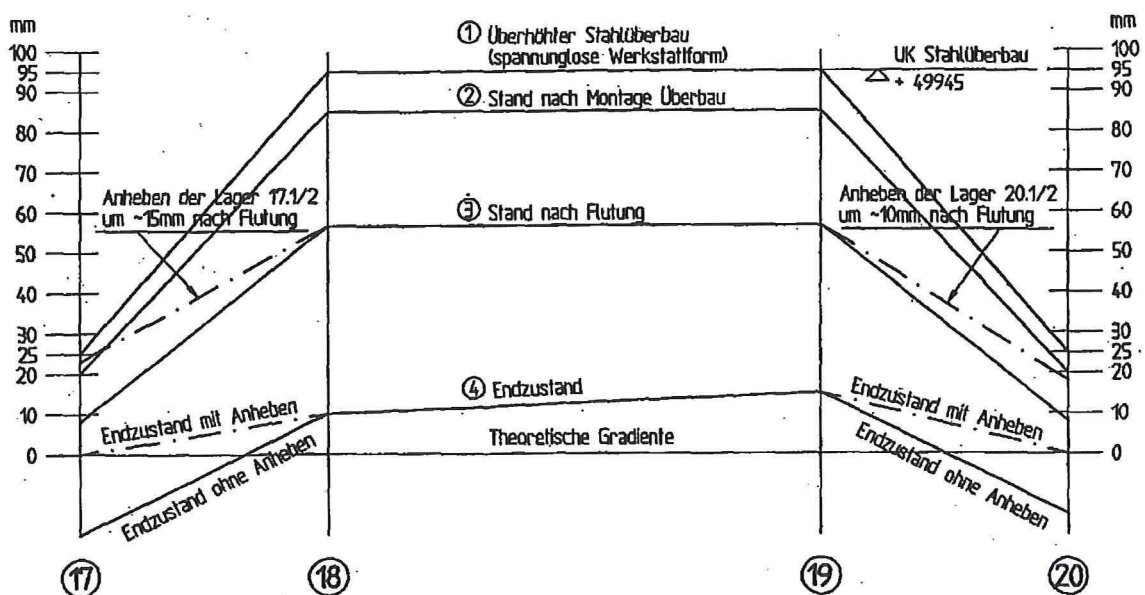 mm
100
95
90
80
70
60
50
40
30
25
20
10
0
① Überhöhter Stahlüberbau
(spannunglose Werkstattform)
② Stand nach Montage Überbau
③ Stand nach Flutung
④ Endzustand
Theoretische Gradiente
Anheben der Lager 17.1/2
um ~15mm nach Flutung
Endzustand mit Anheben
Endzustand ohne Anheben
UK Stahlüberbau
+ 49945
Anheben der Lager 20.1/2
um ~10mm nach Flutung
Endzustand mit Anheben
Endzustand ohne Anheben
mm
100
95
90
80
70
60
50
40
30
25
20
10
0
17
18
19
20